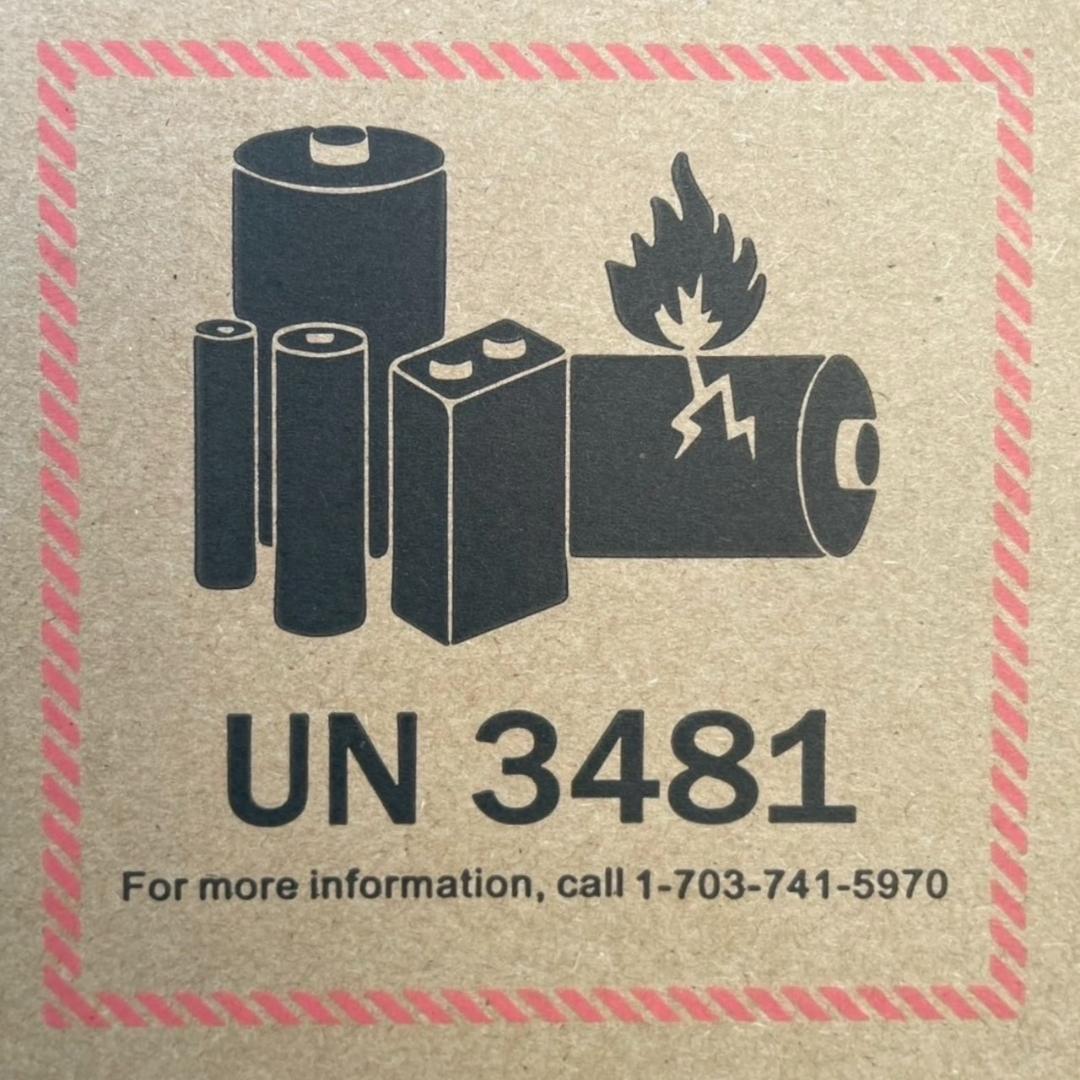 UN 3481
For more information, call 1-703-741-5970